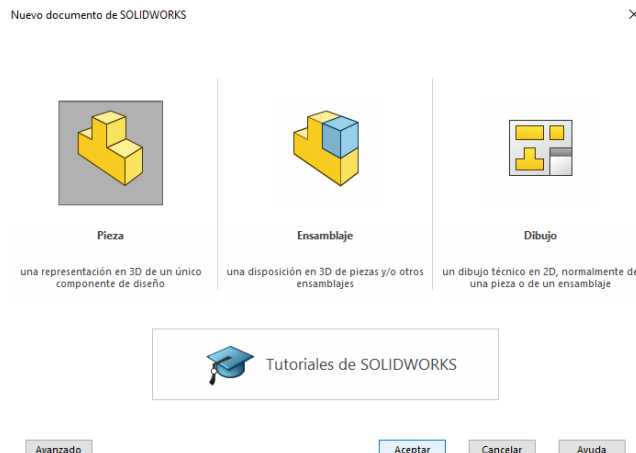 Nuevo documento de SOLIDWORKS
Pieza
una representación en 3D de un único
componente de diseño
Ensamblaje
una disposición en 3D de piezas y/o otros
ensamblajes
Dibujo
un dibujo técnico en 2D, normalmente de
una pieza o de un ensamblaje
Tutoriales de SOLIDWORKS
Avanzado
Aceptar
Cancelar
Ayuda